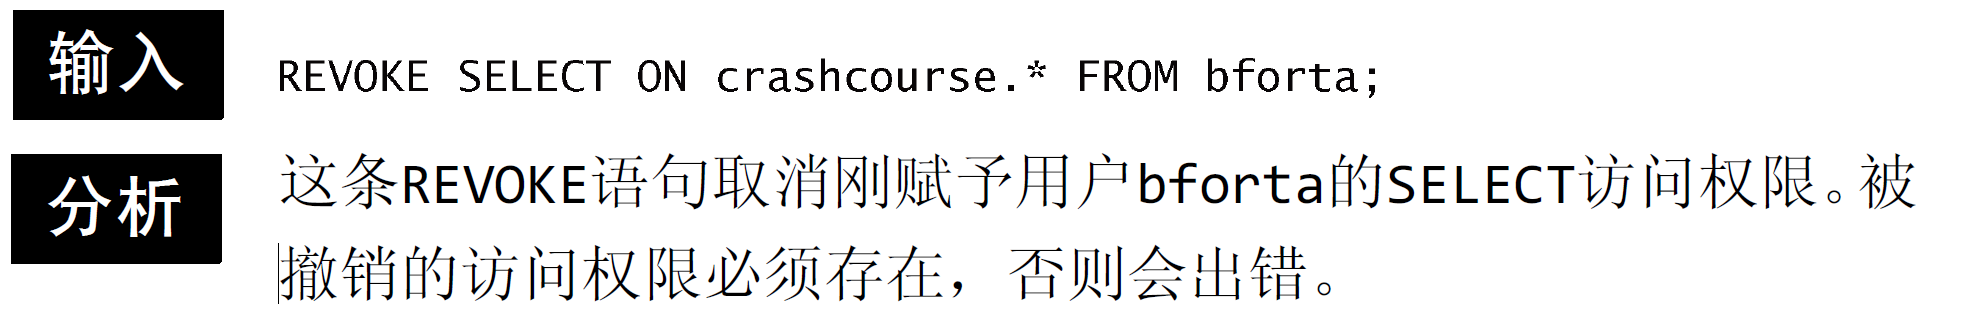 输入
REVOKE SELECT ON crashcourse.* FROM bforta;
分析
这条REVOKE语句取消刚赋予用户bforta的SELECT访问权限。被
撤销的访问权限必须存在，否则会出错。